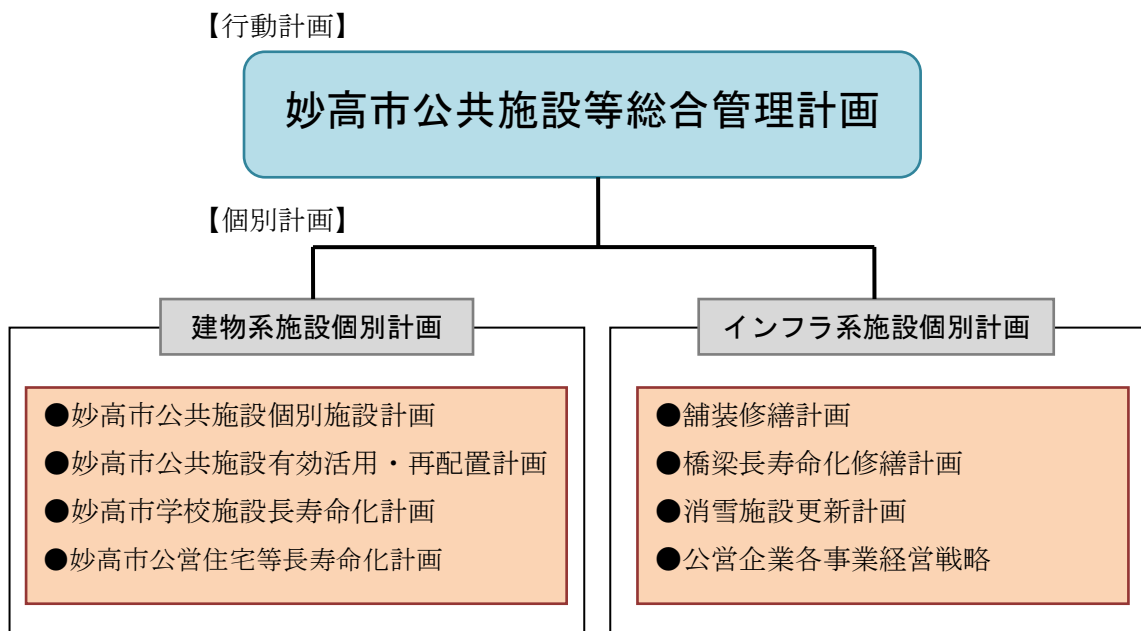 【行動計画】
妙高市公共施設等総合管理計画
【個別計画】
建物系施設個別計画
●妙高市公共施設個別施設計画
●妙高市公共施設有効活用・再配置計画
●妙高市学校施設長寿命化計画
●妙高市公営住宅等長寿命化計画
インフラ系施設個別計画
●舗装修繕計画
●橋梁長寿命化修繕計画
●消雪施設更新計画
●公営企業各事業経営戦略